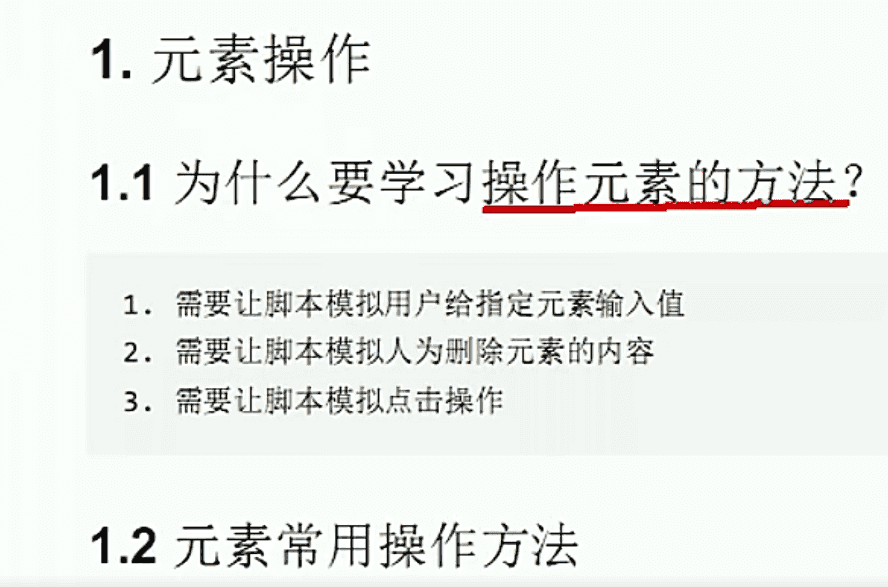 1. 元素操作
1.1 为什么要学习操作元素的方法？
1. 需要让脚本模拟用户给指定元素输入值
2. 需要让脚本模拟人为删除元素的内容
3. 需要让脚本模拟点击操作
1.2 元素常用操作方法